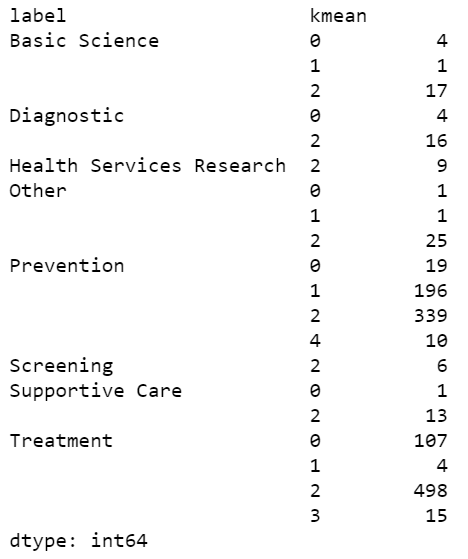 label                    kmean
Basic Science            0          4
                         1          1
                         2         17
Diagnostic               0          4
                         2         16
Health Services Research 2          9
Other                    0          1
                         1          1
                         2         25
Prevention               0         19
                         1        196
                         2        339
                         4         10
Screening                2          6
Supportive Care          0          1
                         2         13
Treatment                0        107
                         1          4
                         2        498
                         3         15
dtype: int64